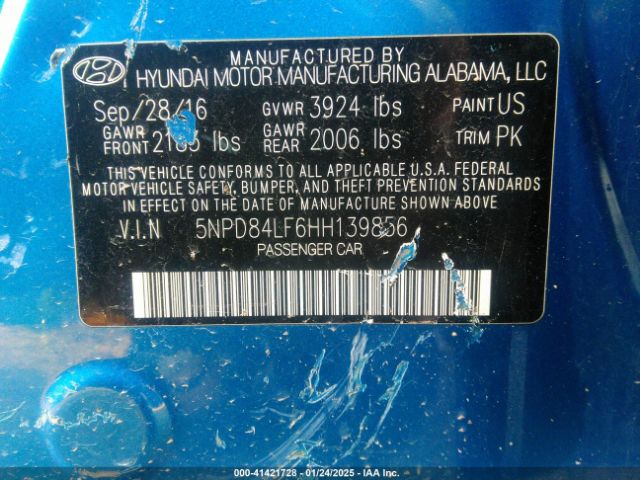 MANUFACTURED BY
HYUNDAI MOTOR MANUFACTURING ALABAMA, LLC
Sep/28/16 GVWR 3924 lbs PAINT US
GAWR FRONT lbs GAWR REAR 2006 lbs TRIM PK
THIS VEHICLE CONFORMS TO ALL APPLICABLE U.S.A. FEDERAL
MOTOR VEHICLE SAFETY, BUMPER, AND THEFT PREVENTION STANDARDS
IN EFFECT ON THE DATE OF MANUFACTURE SHOWN ABOVE.
V.I.N 5NPD84LF6HH139856
PASSENGER CAR
000-41421728 - 01/24/2025 - IAA Inc.